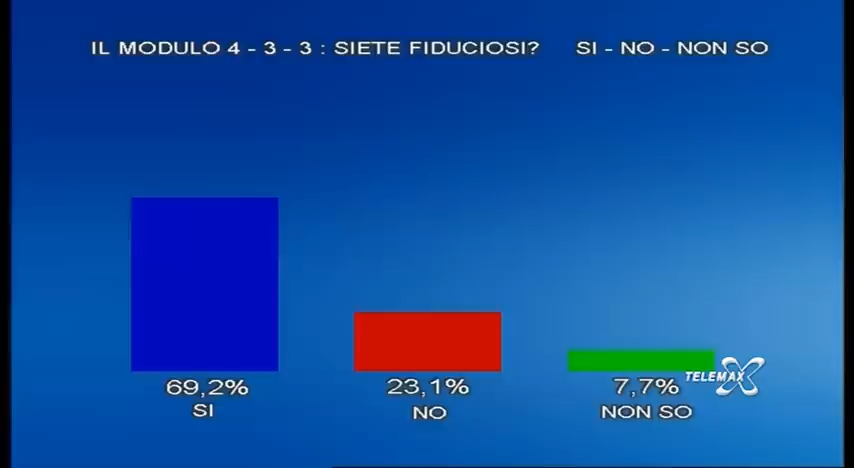 IL MODULO 4 - 3 - 3 : SIETE FIDUCIOSI? SI - NO - NON SO
69,2% 23,1% 7,7%
SI NO NON SO
TELEMAX